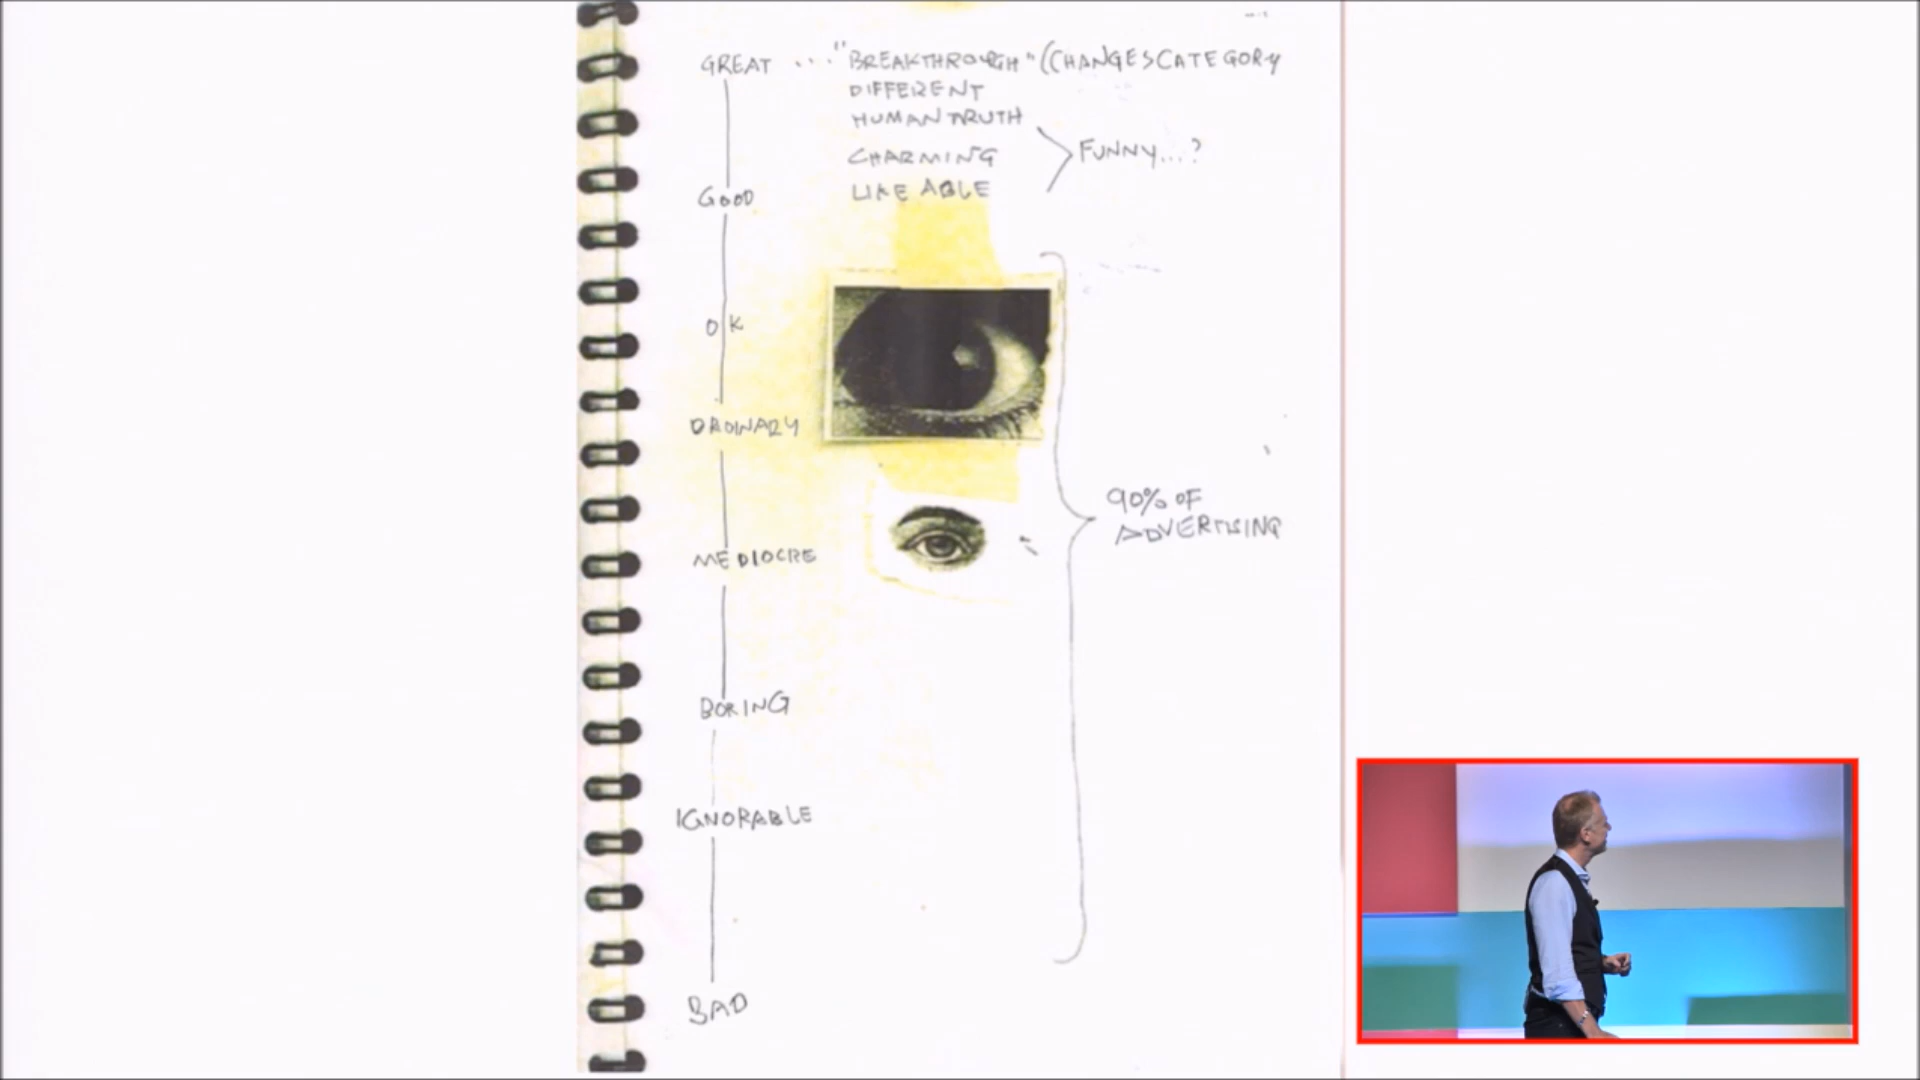 GREAT ... "BREAKTHROUGH" (CHANGES CATEGORY
DIFFERENT
HUMAN TRUTH
FUNNY...?
CHARMING
LIKEABLE
GOOD
OK
ORDINARY
90% OF
ADVERTISING
MEDIOCRE
BORING
IGNORABLE
BAD